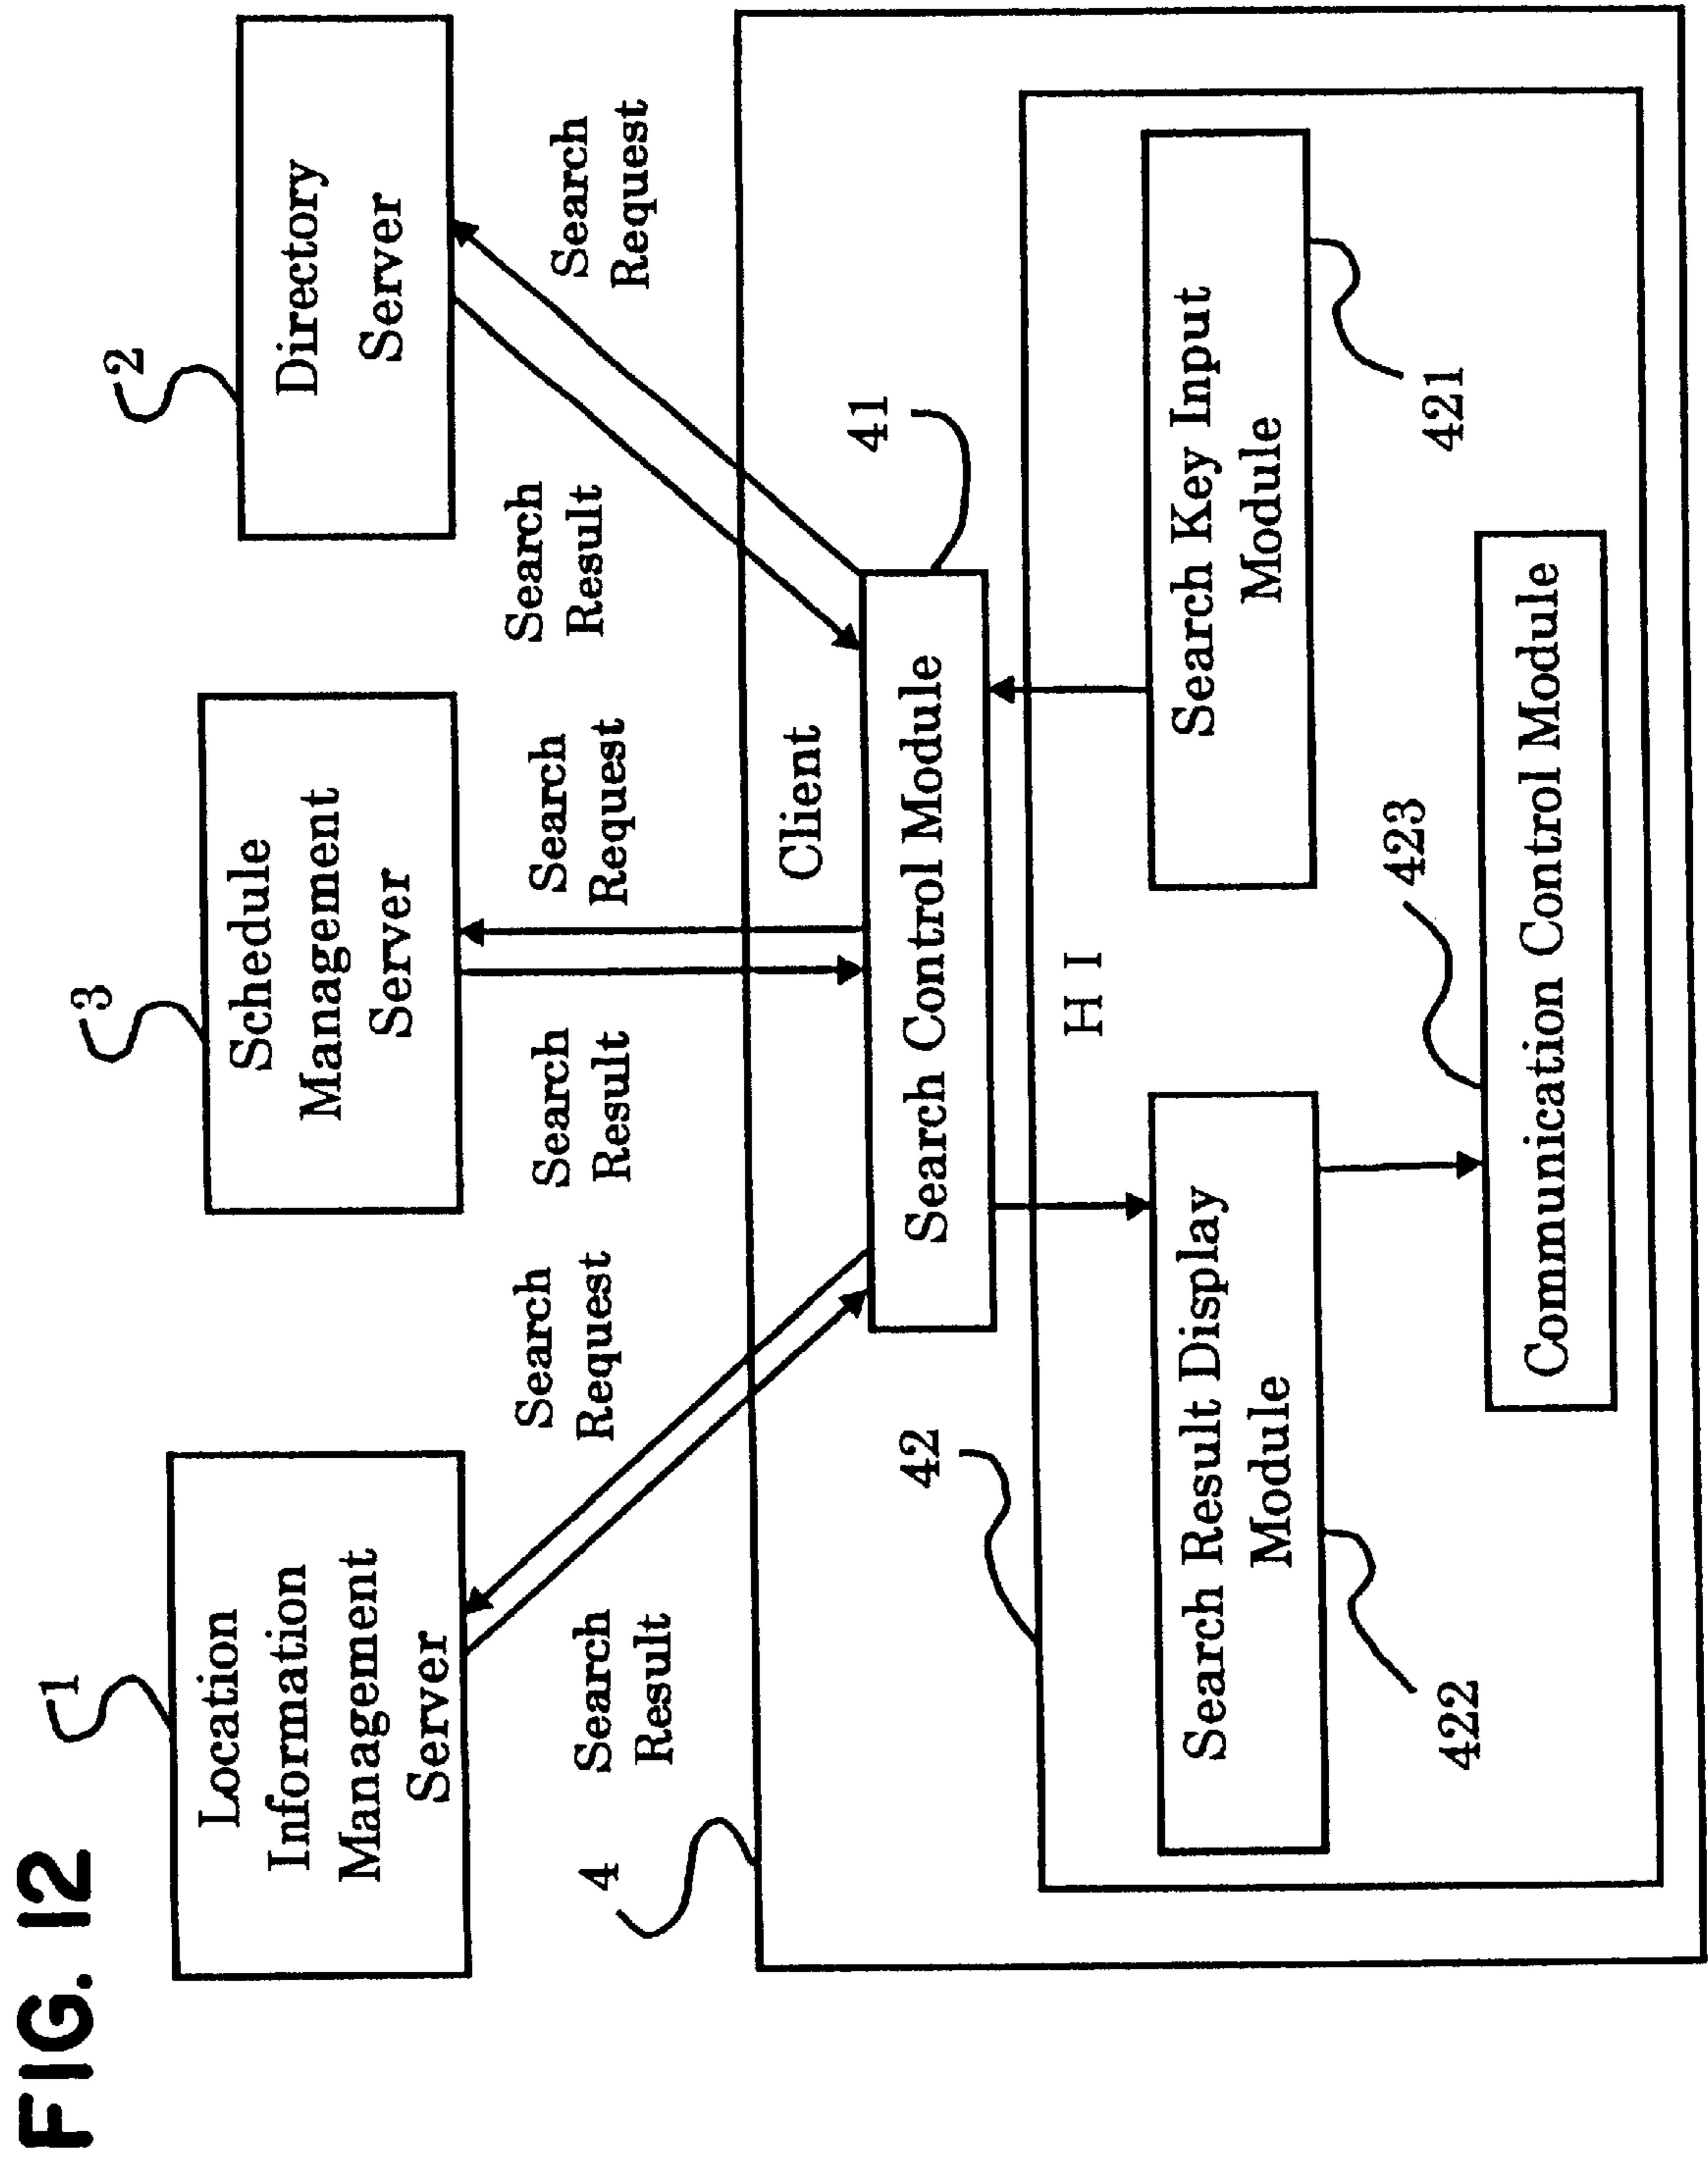 FIG. 12
1
Location
Information
Management
Server
3
Schedule
Management
Server
2
Directory
Server
Search
Result
Search
Request
Search
Result
Search
Request
Search
Result
Search
Request
4
Client
41
Search Control Module
42
H I
Search Result Display
Module
422
Search Key Input
Module
421
423
Communication Control Module